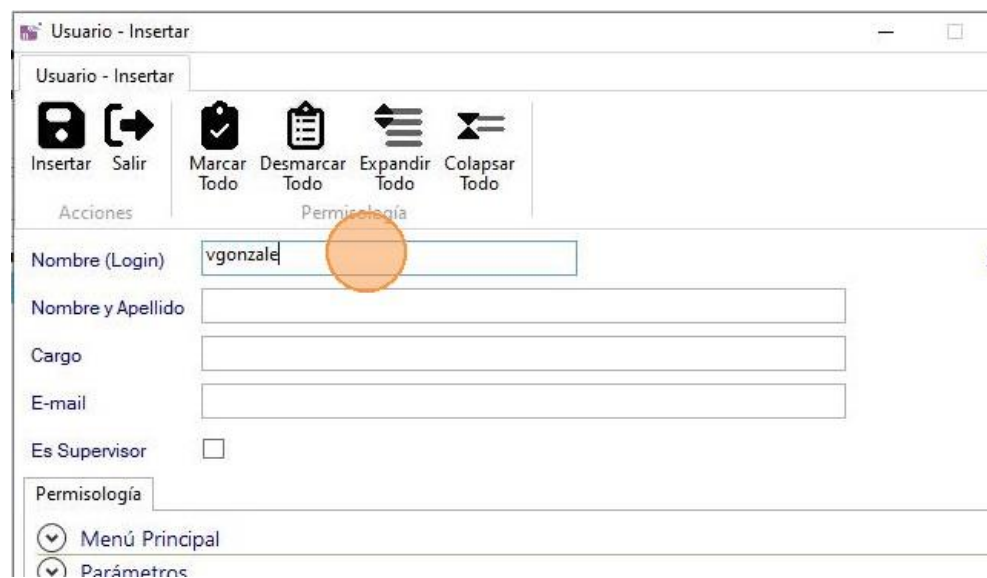 Usuario - Insertar
Usuario - Insertar
Insertar Salir Marcar Todo Desmarcar Todo Expandir Todo Colapsar Todo
Acciones Permisología
Nombre (Login) vgonzale
Nombre y Apellido
Cargo
E-mail
Es Supervisor
Permisología
Menú Principal
Parámetros